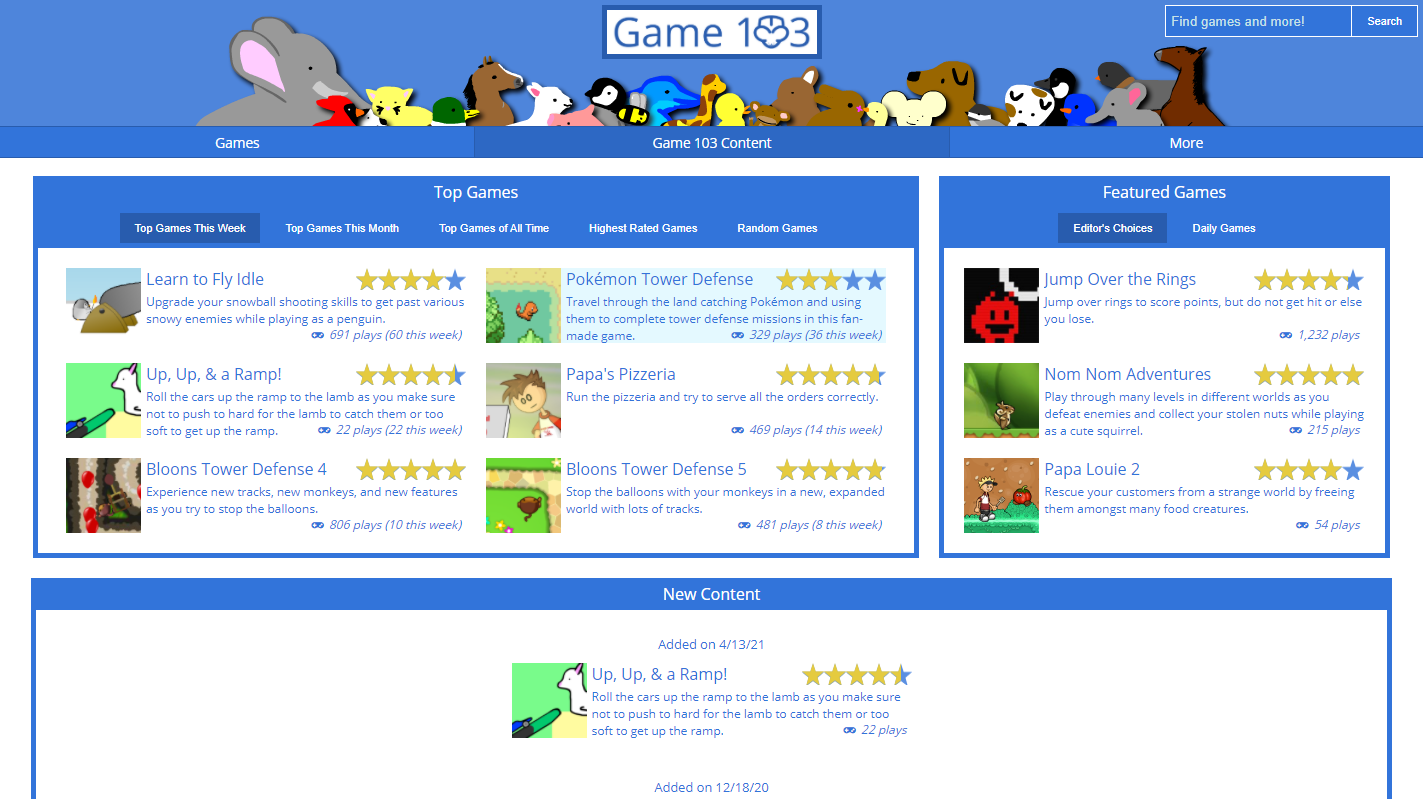 Game 103
Find games and more!
Search
Games
Game 103 Content
More
Top Games
Top Games This Week
Top Games This Month
Top Games of All Time
Highest Rated Games
Random Games
Learn to Fly Idle
Upgrade your snowball shooting skills to get past various
snowy enemies while playing as a penguin.
691 plays (60 this week)
Pokémon Tower Defense
Travel through the land catching Pokémon and using
them to complete tower defense missions in this fan-
made game.
329 plays (36 this week)
Up, Up, & a Ramp!
Roll the cars up the ramp to the lamb as you make sure
not to push to hard for the lamb to catch them or too
soft to get up the ramp.
22 plays (22 this week)
Papa's Pizzeria
Run the pizzeria and try to serve all the orders correctly.
469 plays (14 this week)
Bloons Tower Defense 4
Experience new tracks, new monkeys, and new features
as you try to stop the balloons.
806 plays (10 this week)
Bloons Tower Defense 5
Stop the balloons with your monkeys in a new, expanded
world with lots of tracks.
481 plays (8 this week)
Featured Games
Editor's Choices
Daily Games
Jump Over the Rings
Jump over rings to score points, but do not get hit or else
you lose.
1,232 plays
Nom Nom Adventures
Play through many levels in different worlds as you
defeat enemies and collect your stolen nuts while playing
as a cute squirrel.
215 plays
Papa Louie 2
Rescue your customers from a strange world by freeing
them amongst many food creatures.
54 plays
New Content
Added on 4/13/21
Up, Up, & a Ramp!
Roll the cars up the ramp to the lamb as you make sure
not to push to hard for the lamb to catch them or too
soft to get up the ramp.
22 plays
Added on 12/18/20